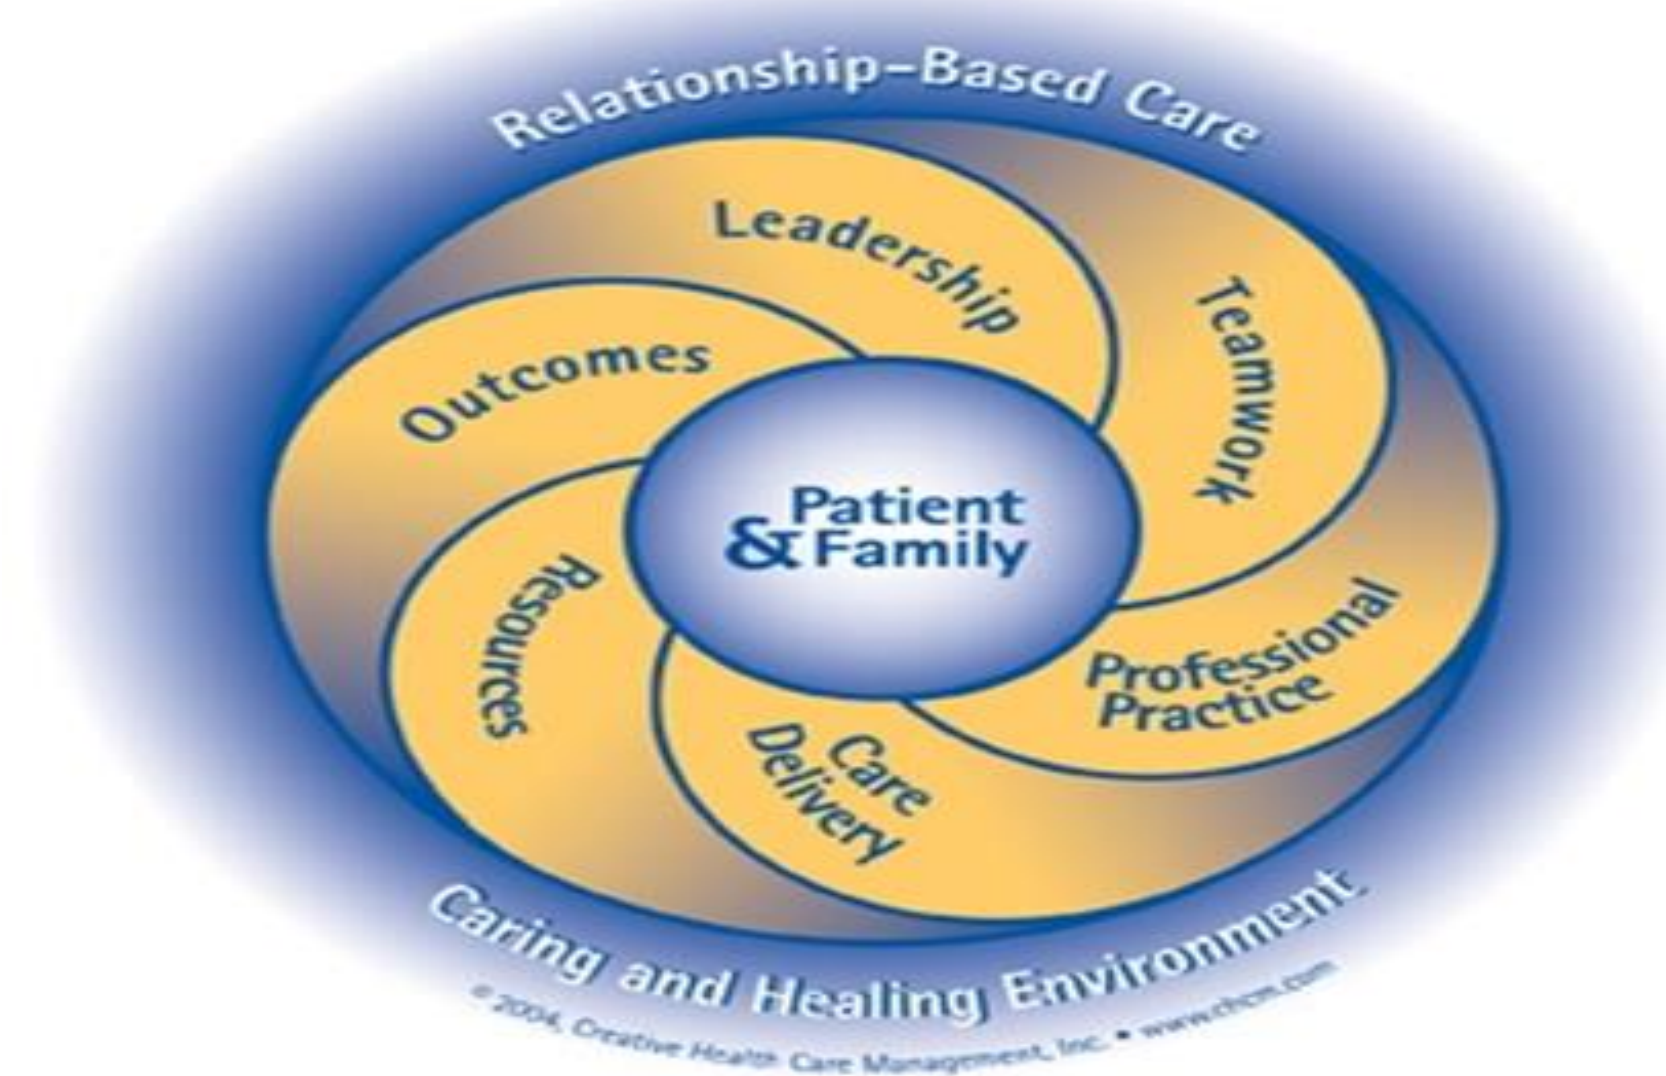 Relationship-Based Care
Leadership
Teamwork
Outcomes
Patient
& Family
Resources
Professional
Practice
Care
Delivery
Caring and Healing Environment
© 2004, Creative Health Care Management, Inc. • www.chcm.com